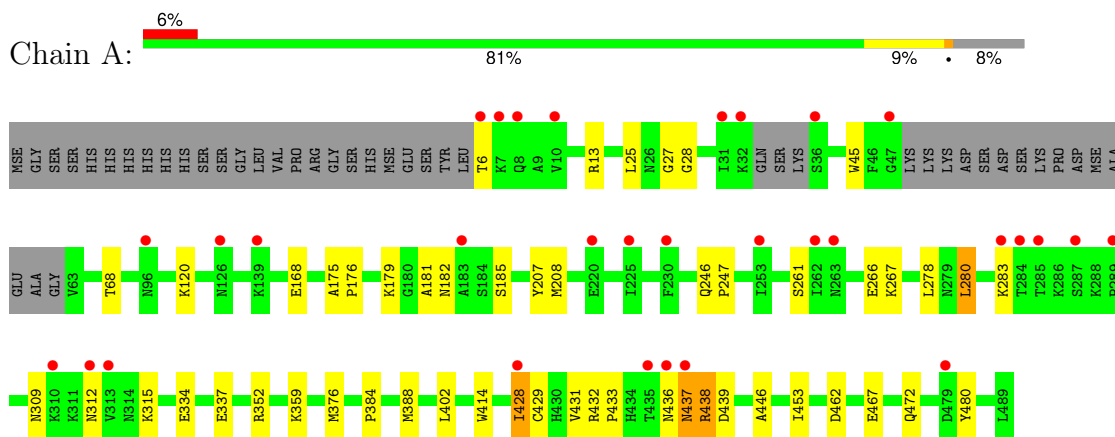 6%
Chain A:
81% 9% • 8%
MSE GLY SER SER HIS HIS HIS HIS HIS HIS SER SER GLY LEU VAL PRO ARG GLY SER HIS MSE GLU SER TYR LEU T6 K7 Q8 A9 V10 R13 L25 N26 G27 G28 I31 K32 GLN SER LYS S36 W45 F46 G47 LYS LYS LYS ASP SER ASP SER LYS PRO ASP MSE ALA
GLU ALA GLY V63 T68 N96 K120 N126 K139 E168 A175 P176 K179 G180 A181 N182 A183 S184 S185 Y207 M208 E220 I225 F230 Q246 P247 I253 S261 I262 N263 E266 K267 L278 N279 L280 K283 T284 T285 K286 S287 K288
N309 K310 K311 N312 V313 N314 K315 E334 E337 R352 K359 M376 P384 M388 L402 W414 I428 C429 H430 V431 R432 P433 H434 T435 N436 N437 R438 D439 A446 I453 D462 E467 Q472 D479 Y480 L489